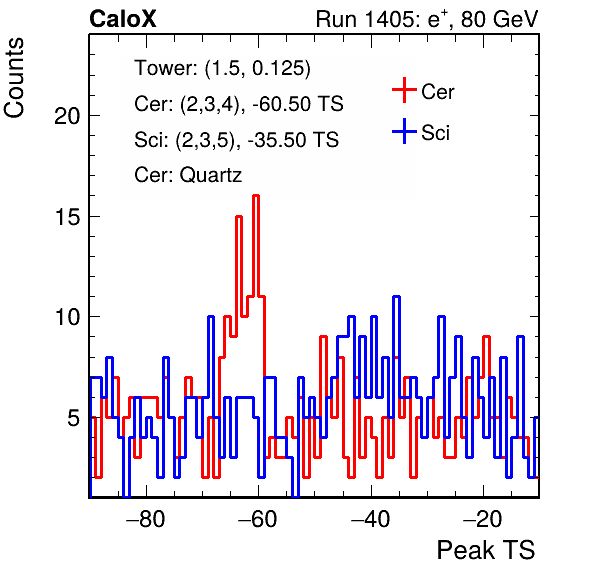 CaloX Run 1405: e⁺, 80 GeV
Counts
Tower: (1.5, 0.125)
Cer: (2,3,4), -60.50 TS
Sci: (2,3,5), -35.50 TS
Cer: Quartz
Cer
Sci
20
15
10
5
−80 −60 −40 −20
Peak TS